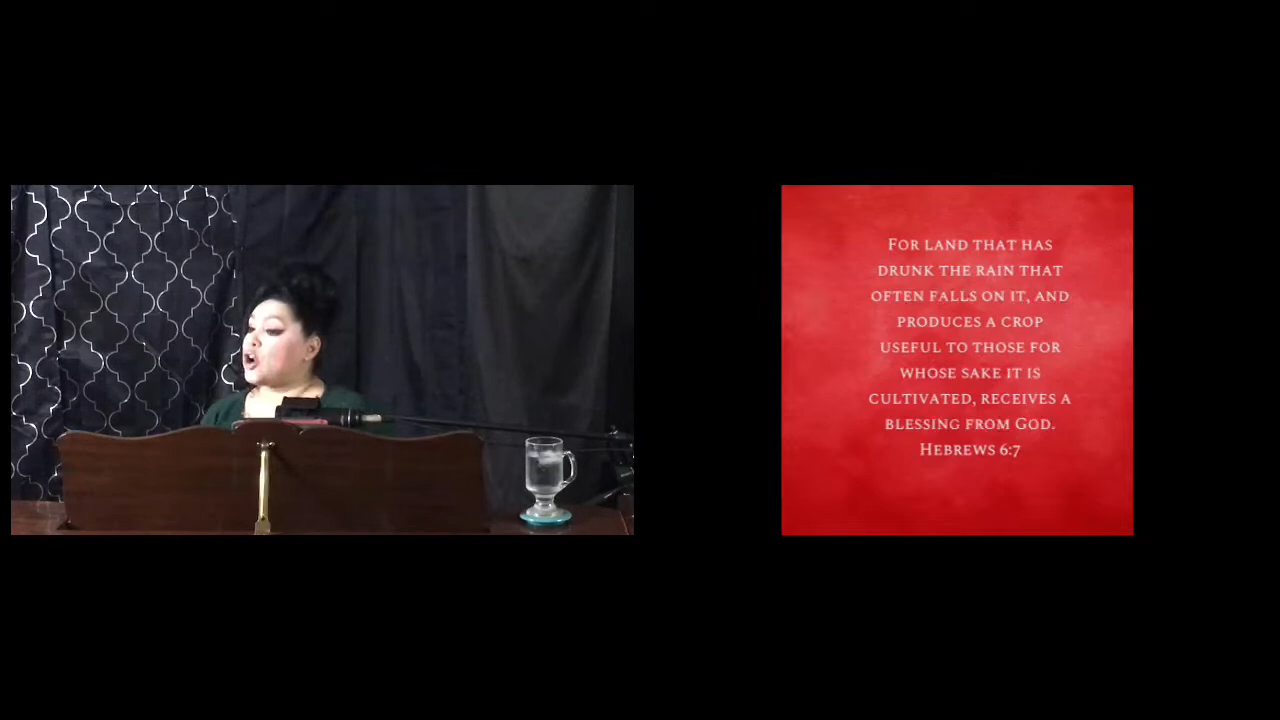 For land that has
drunk the rain that
often falls on it, and
produces a crop
useful to those for
whose sake it is
cultivated, receives a
blessing from God.
Hebrews 6:7